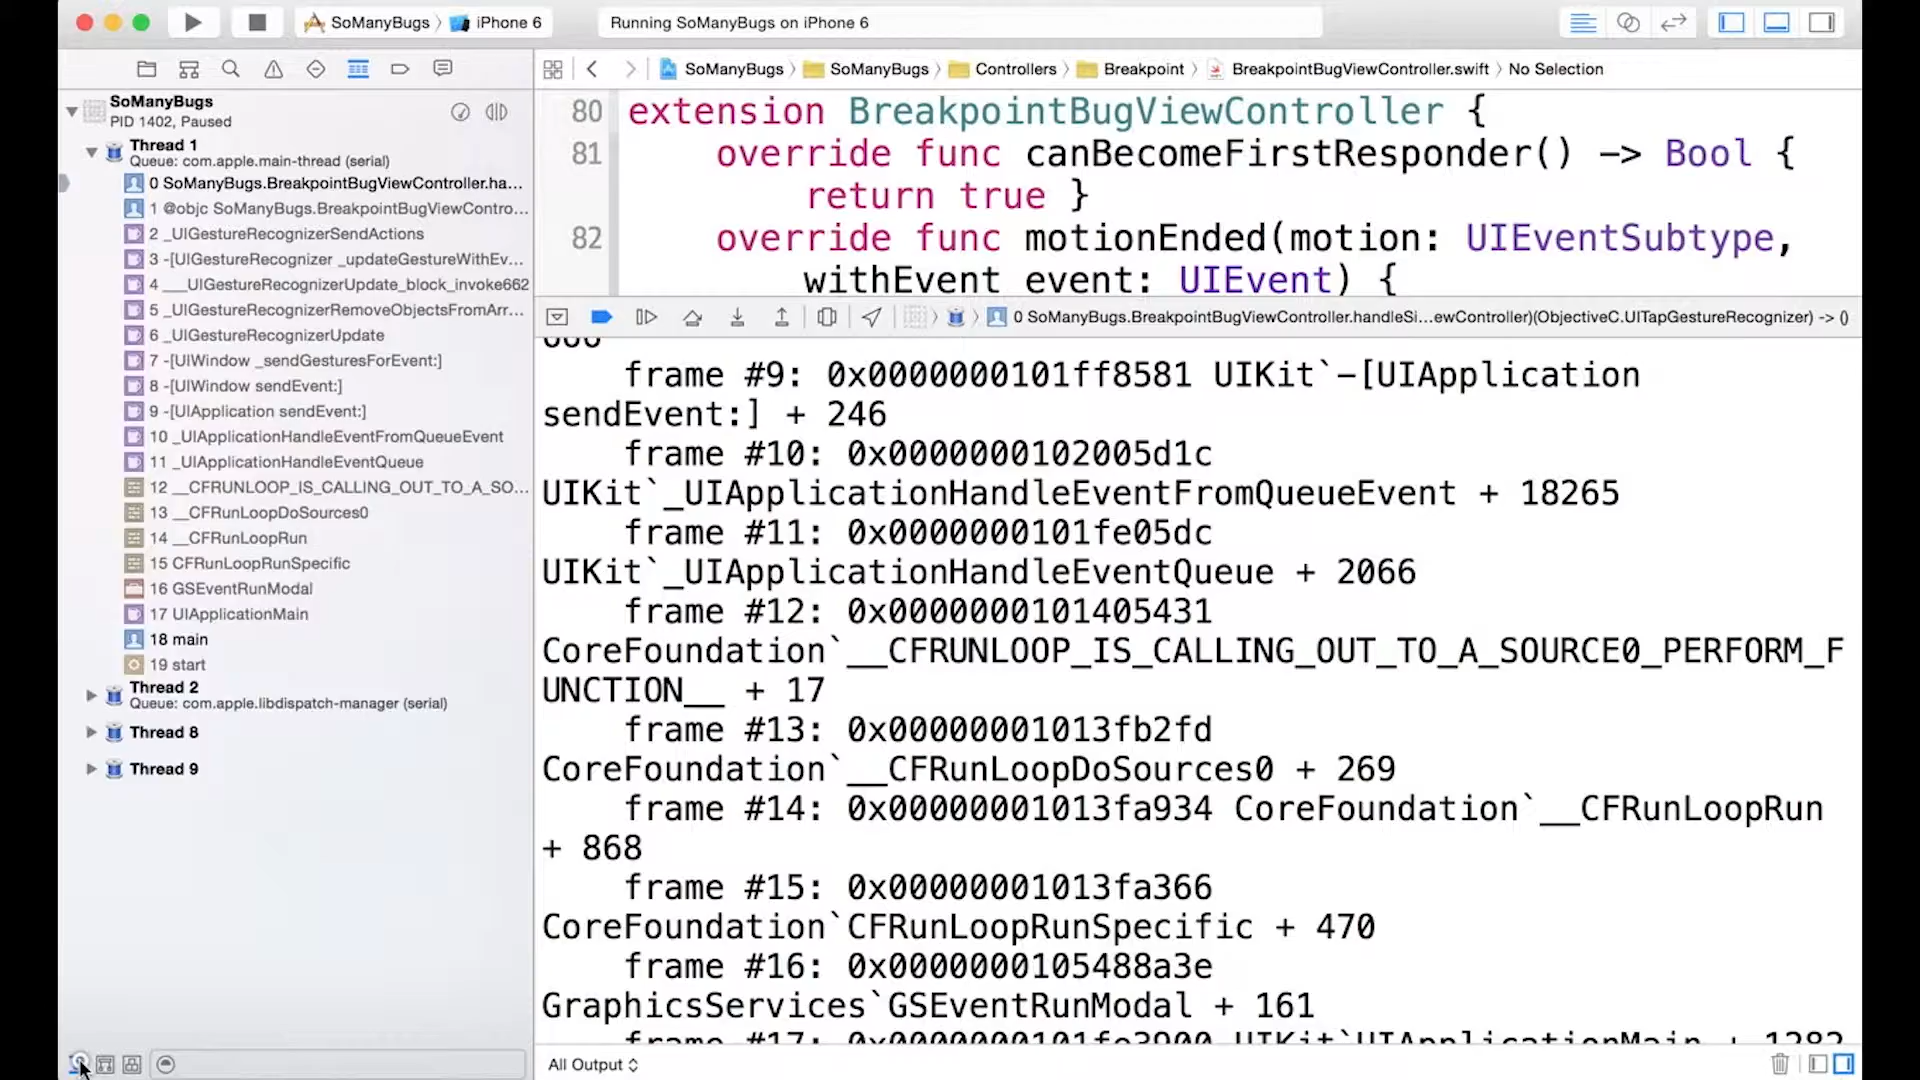 SoManyBugs › iPhone 6
Running SoManyBugs on iPhone 6
SoManyBugs › SoManyBugs › Controllers › Breakpoint › BreakpointBugViewController.swift › No Selection
SoManyBugs
PID 1402, Paused
Thread 1
Queue: com.apple.main-thread (serial)
0 SoManyBugs.BreakpointBugViewController.ha...
1 @objc SoManyBugs.BreakpointBugViewContro...
2 _UIGestureRecognizerSendActions
3 -[UIGestureRecognizer _updateGestureWithEv...
4 ___UIGestureRecognizerUpdate_block_invoke662
5 _UIGestureRecognizerRemoveObjectsFromArr...
6 _UIGestureRecognizerUpdate
7 -[UIWindow _sendGesturesForEvent:]
8 -[UIWindow sendEvent:]
9 -[UIApplication sendEvent:]
10 _UIApplicationHandleEventFromQueueEvent
11 _UIApplicationHandleEventQueue
12 __CFRUNLOOP_IS_CALLING_OUT_TO_A_SO...
13 __CFRunLoopDoSources0
14 __CFRunLoopRun
15 CFRunLoopRunSpecific
16 GSEventRunModal
17 UIApplicationMain
18 main
19 start
Thread 2
Queue: com.apple.libdispatch-manager (serial)
Thread 8
Thread 9
80 extension BreakpointBugViewController {
81 override func canBecomeFirstResponder() -> Bool {
return true }
82 override func motionEnded(motion: UIEventSubtype,
withEvent event: UIEvent) {
0 SoManyBugs.BreakpointBugViewController.handleSi...ewController)(ObjectiveC.UITapGestureRecognizer) -> ()
frame #9: 0x0000000101ff8581 UIKit`-[UIApplication
sendEvent:] + 246
frame #10: 0x0000000102005d1c
UIKit`_UIApplicationHandleEventFromQueueEvent + 18265
frame #11: 0x0000000101fe05dc
UIKit`_UIApplicationHandleEventQueue + 2066
frame #12: 0x0000000101405431
CoreFoundation`__CFRUNLOOP_IS_CALLING_OUT_TO_A_SOURCE0_PERFORM_F
UNCTION__ + 17
frame #13: 0x00000001013fb2fd
CoreFoundation`__CFRunLoopDoSources0 + 269
frame #14: 0x00000001013fa934 CoreFoundation`__CFRunLoopRun
+ 868
frame #15: 0x00000001013fa366
CoreFoundation`CFRunLoopRunSpecific + 470
frame #16: 0x0000000105488a3e
GraphicsServices`GSEventRunModal + 161
frame #17: 0x0000000101fe3900 UIKit`UIApplicationMain + 1282
All Output